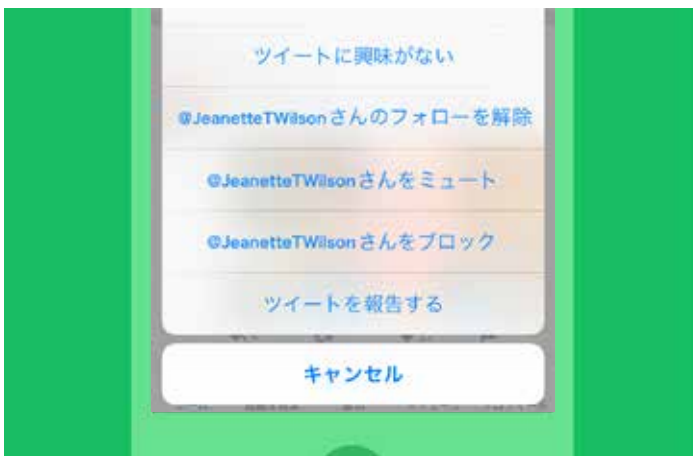 ツイートに興味がない
@JeanetteTWilsonさんのフォローを解除
@JeanetteTWilsonさんをミュート
@JeanetteTWilsonさんをブロック
ツイートを報告する
キャンセル